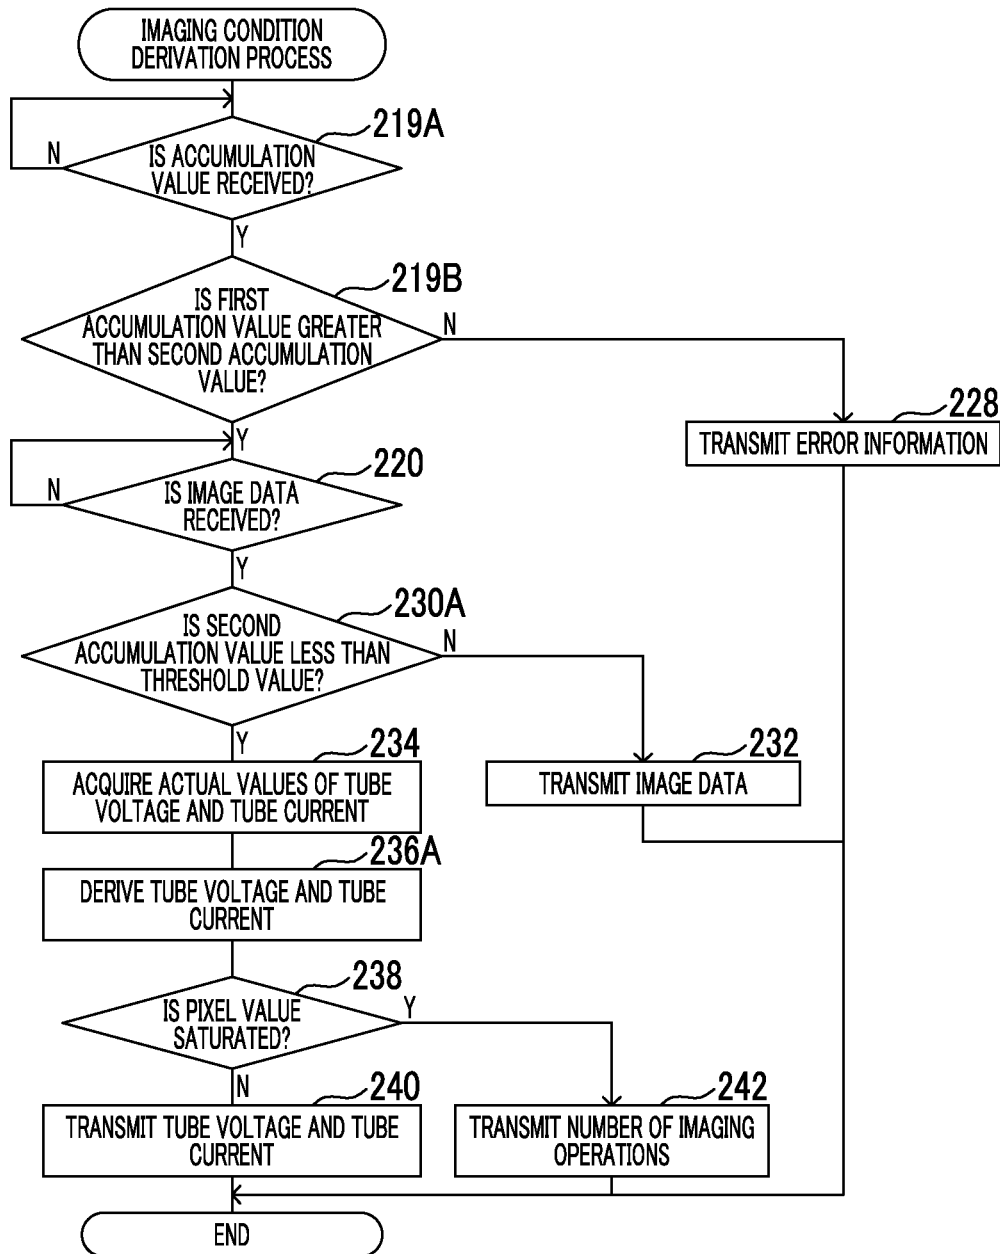 IMAGING CONDITION
DERIVATION PROCESS
219A
N
IS ACCUMULATION
VALUE RECEIVED?
Y
219B
IS FIRST
ACCUMULATION VALUE GREATER
THAN SECOND ACCUMULATION
VALUE?
N
228
TRANSMIT ERROR INFORMATION
Y
220
N
IS IMAGE DATA
RECEIVED?
Y
230A
IS SECOND
ACCUMULATION VALUE LESS THAN
THRESHOLD VALUE?
N
Y
234
ACQUIRE ACTUAL VALUES OF TUBE
VOLTAGE AND TUBE CURRENT
232
TRANSMIT IMAGE DATA
236A
DERIVE TUBE VOLTAGE AND TUBE
CURRENT
238
IS PIXEL VALUE
SATURATED?
Y
N
240
TRANSMIT TUBE VOLTAGE AND TUBE
CURRENT
242
TRANSMIT NUMBER OF IMAGING
OPERATIONS
END